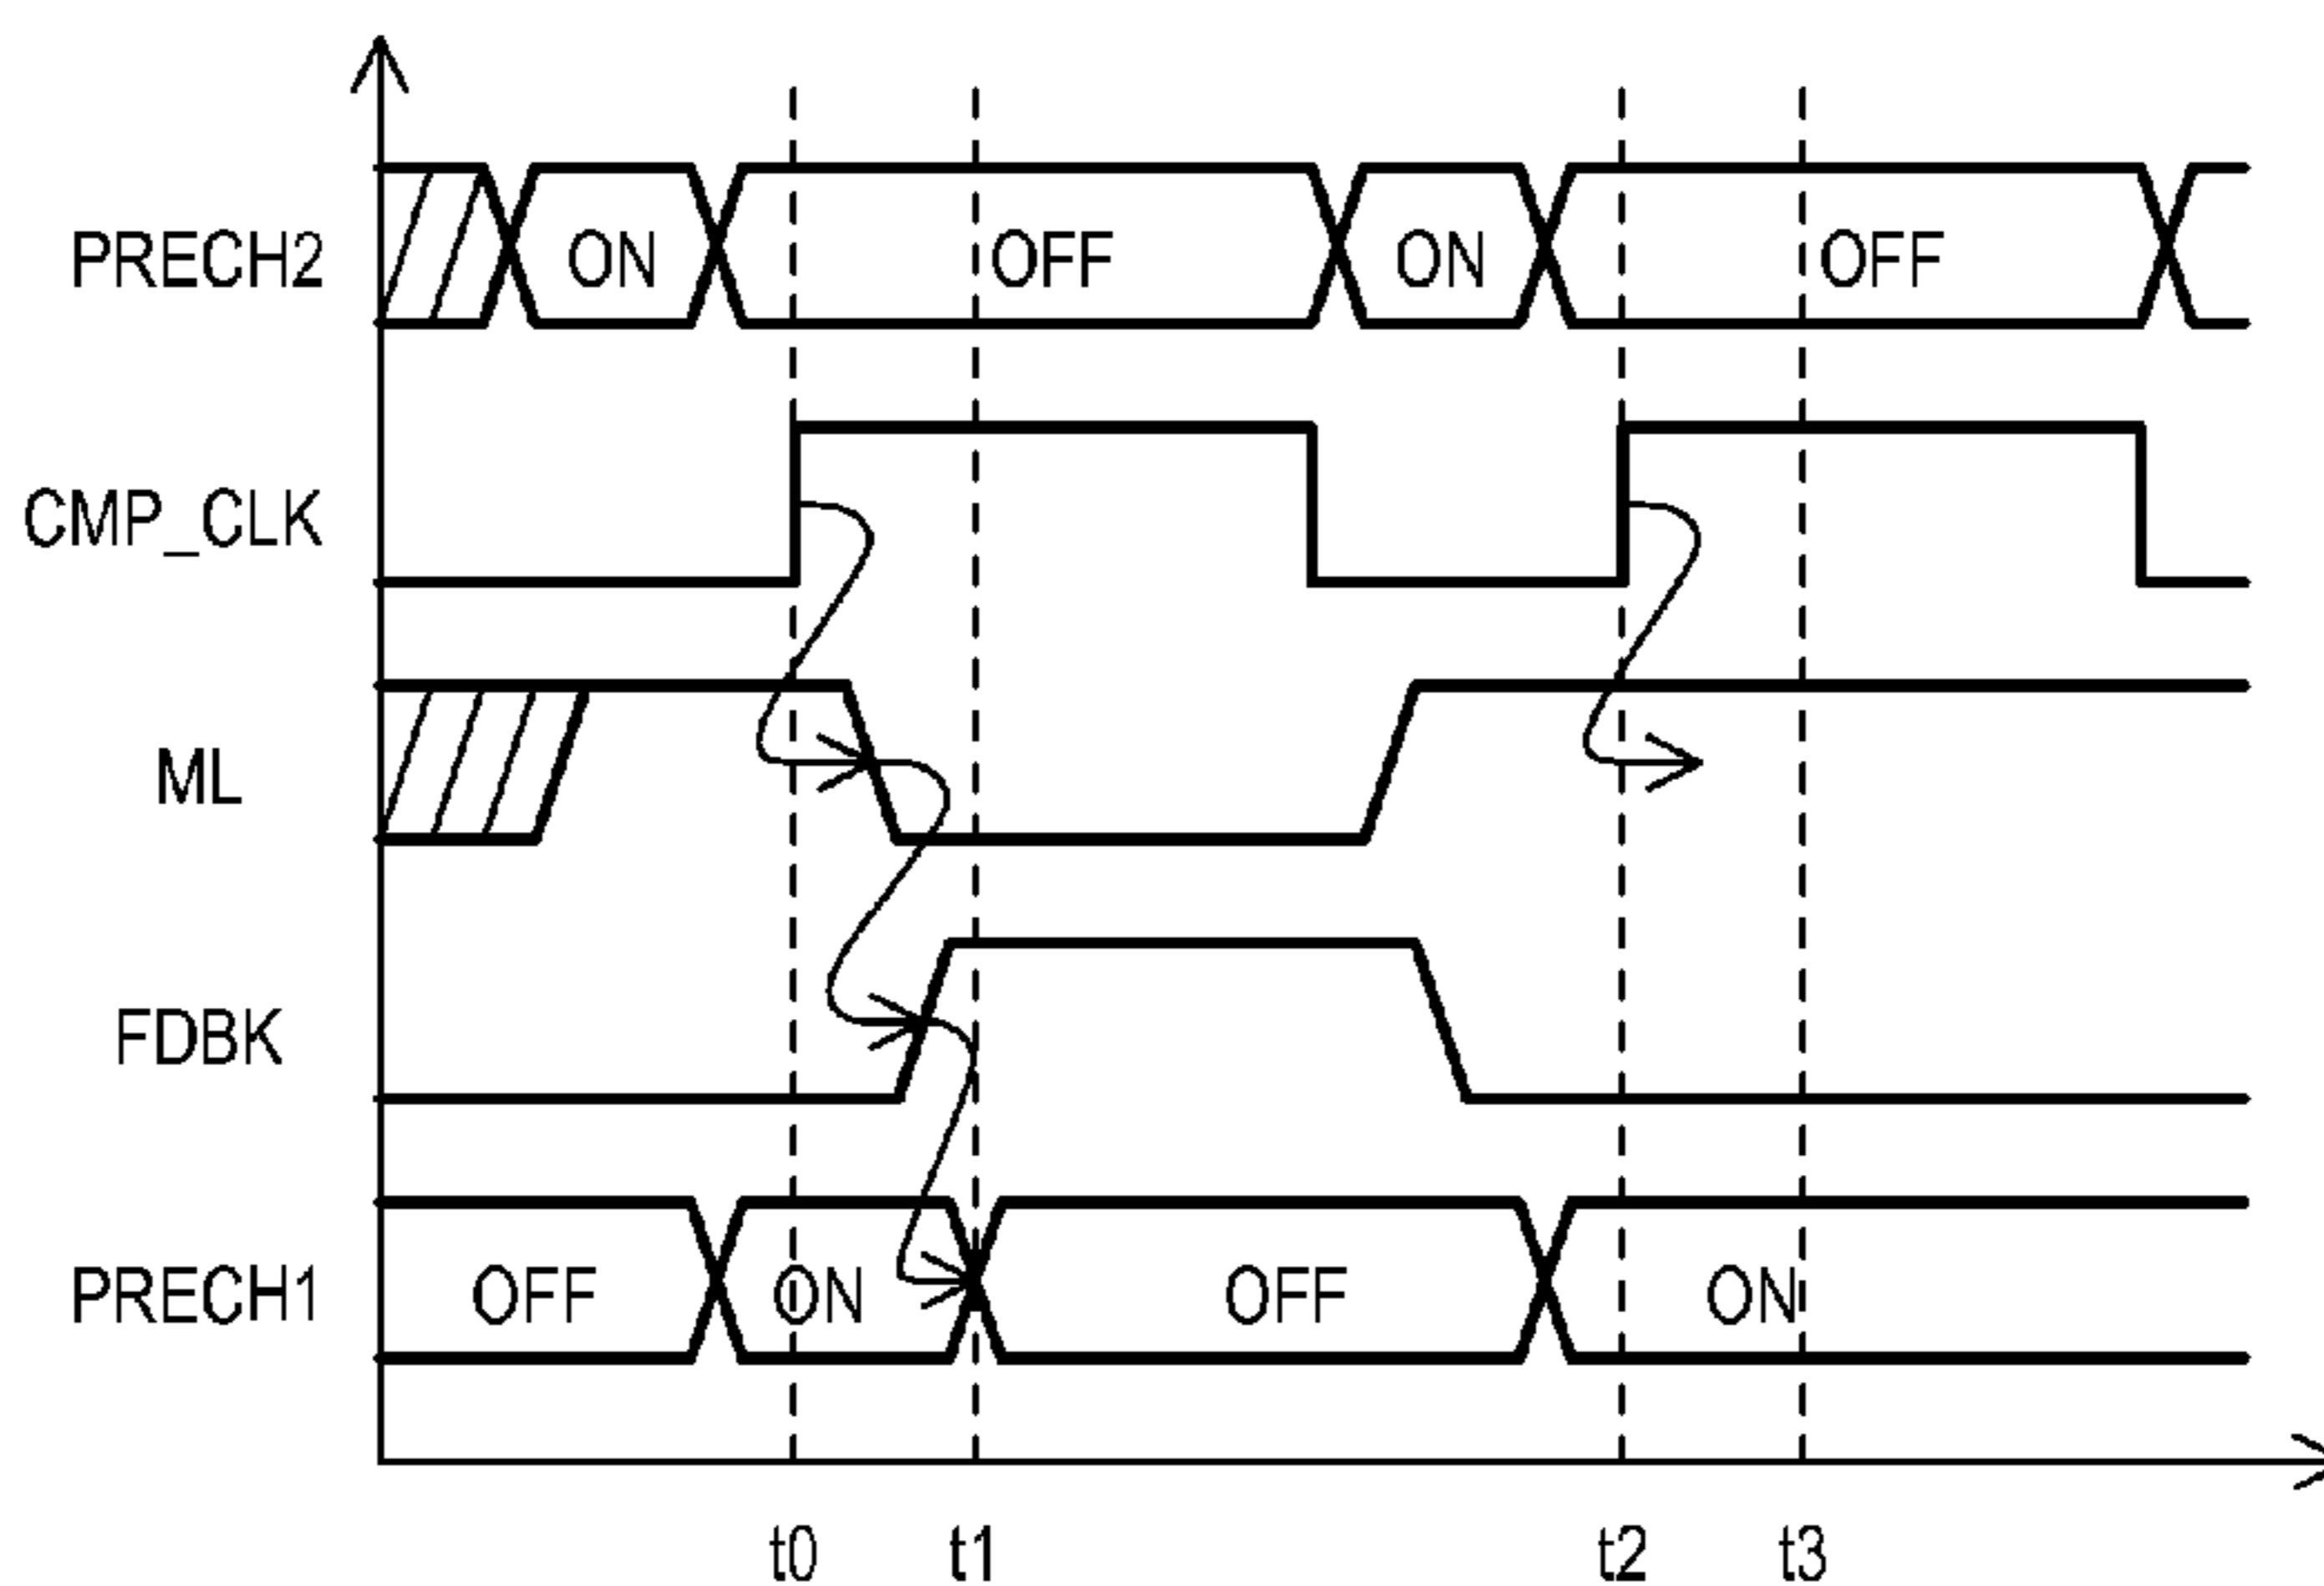 PRECH2 ON OFF ON OFF
CMP_CLK
ML
FDBK
PRECH1 OFF ON OFF ON
t0 t1 t2 t3